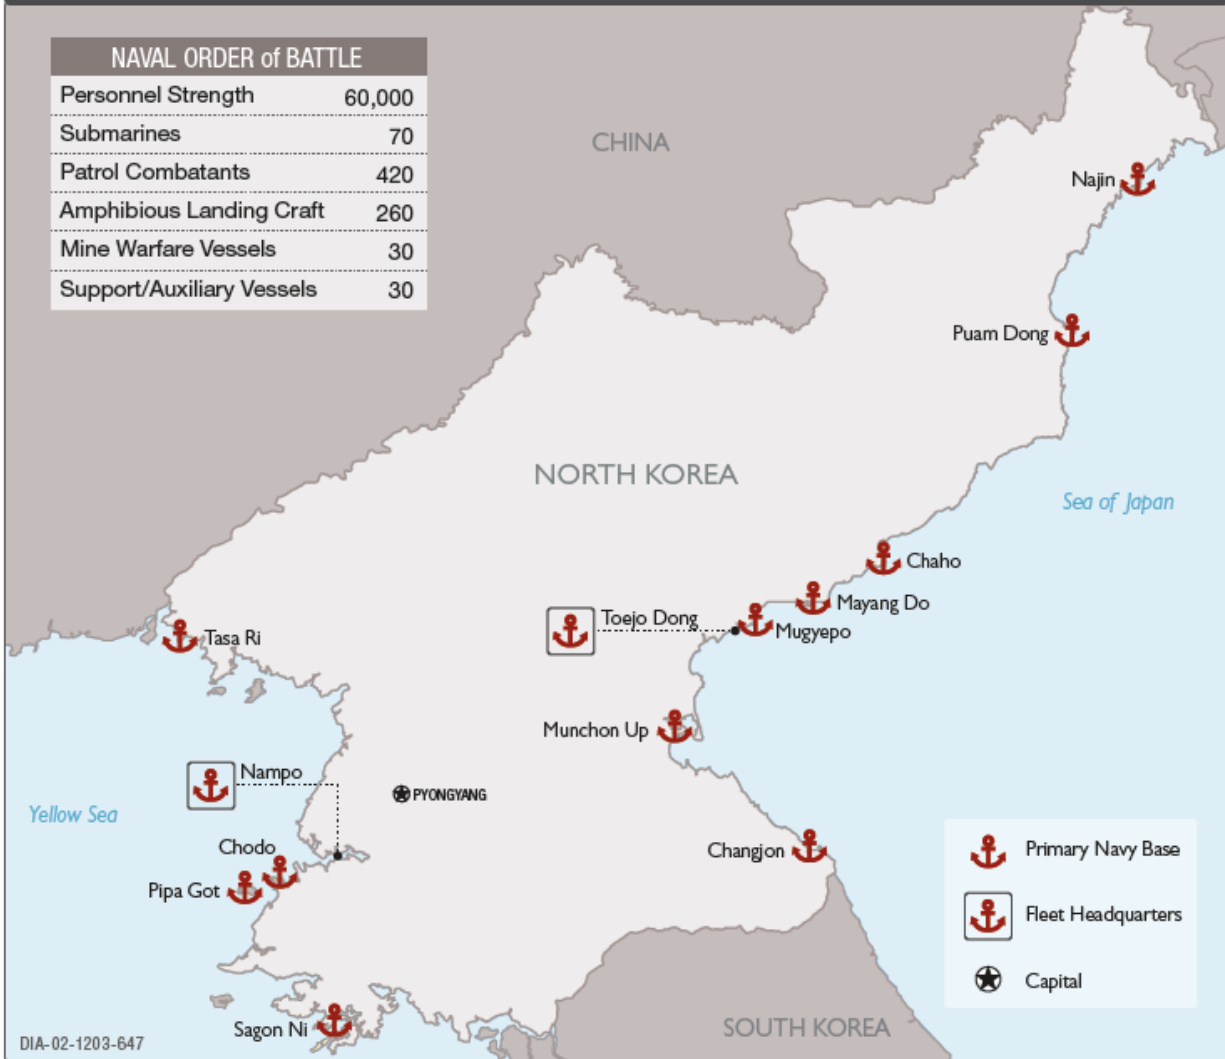 NAVAL ORDER of BATTLE
Personnel Strength 60,000
Submarines 70
Patrol Combatants 420
Amphibious Landing Craft 260
Mine Warfare Vessels 30
Support/Auxiliary Vessels 30
CHINA
Najin
Puam Dong
NORTH KOREA
Sea of Japan
Chaho
Mayang Do
Toejo Dong
Mugyepo
Tasa Ri
Munchon Up
Nampo
PYONGYANG
Yellow Sea
Chodo
Changjon
Pipa Got
Primary Navy Base
Fleet Headquarters
Capital
Sagon Ni
SOUTH KOREA
DIA-02-1203-647